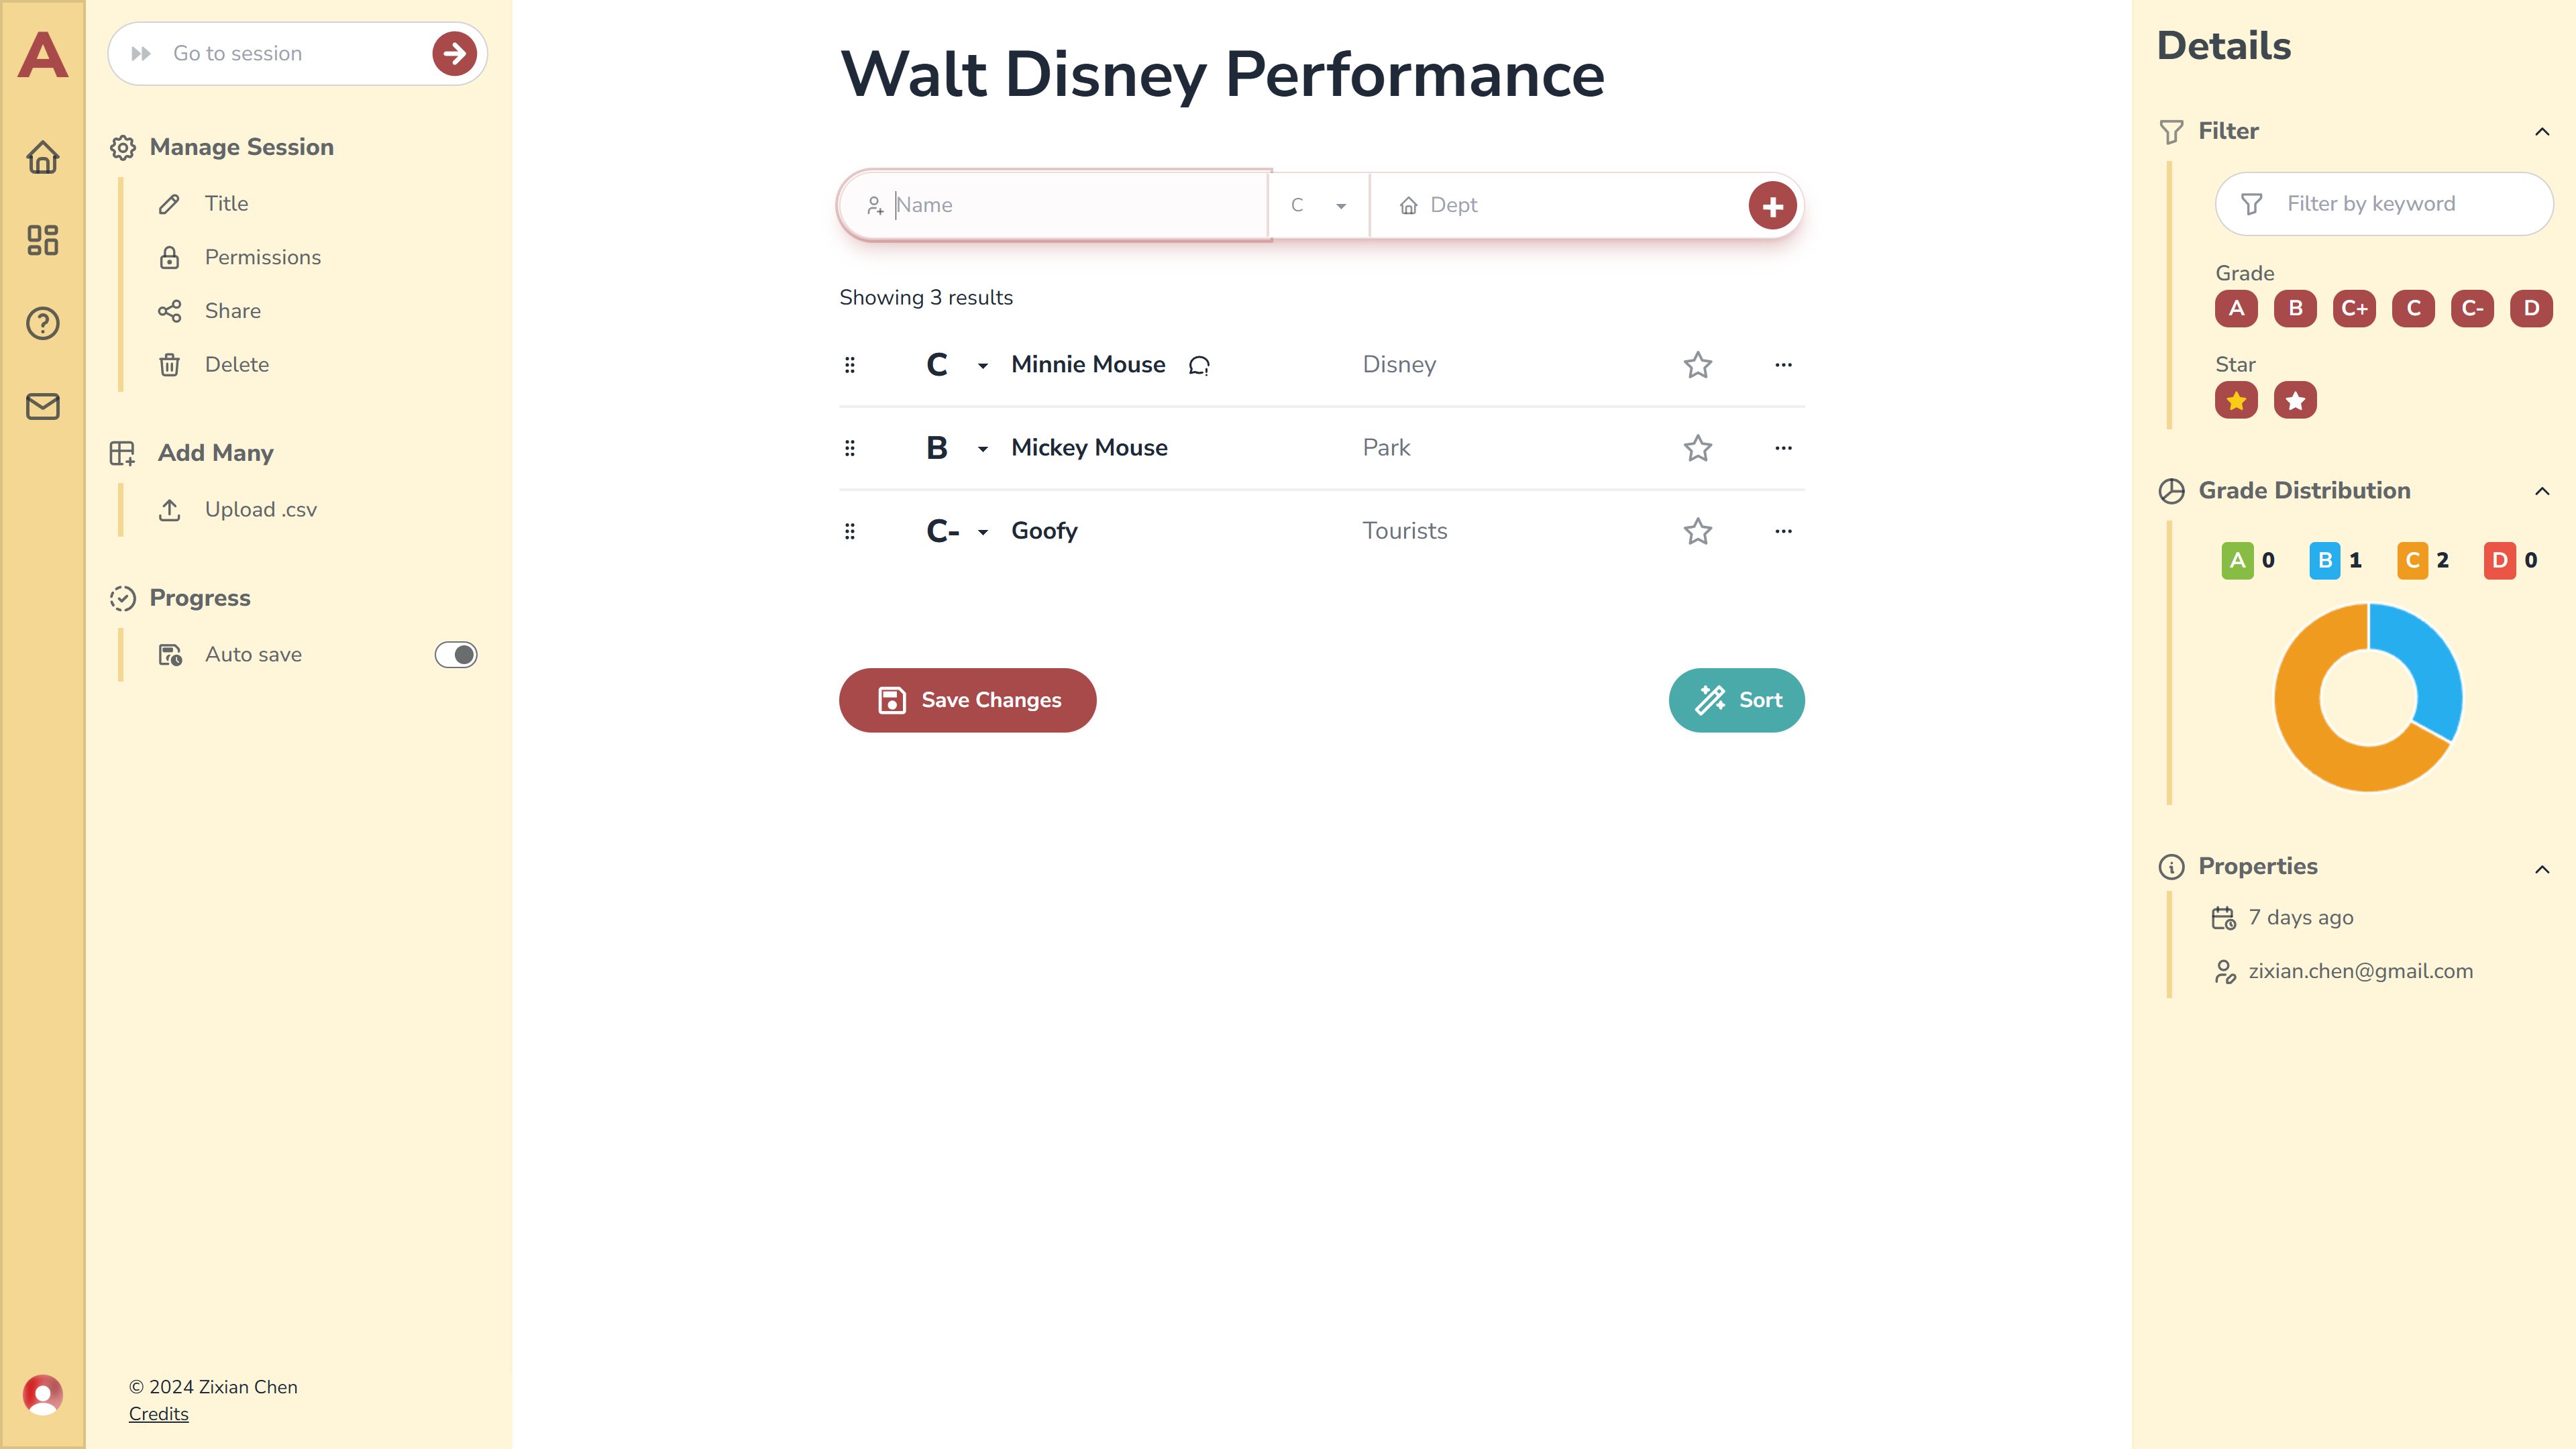 A
Go to session
Manage Session
Title
Permissions
Share
Delete
Add Many
Upload .csv
Progress
Auto save
© 2024 Zixian Chen
Credits
Walt Disney Performance
Name
C
Dept
Showing 3 results
C Minnie Mouse Disney
B Mickey Mouse Park
C- Goofy Tourists
Save Changes
Sort
Details
Filter
Filter by keyword
Grade
A B C+ C C- D
Star
Grade Distribution
A 0 B 1 C 2 D 0
Properties
7 days ago
zixian.chen@gmail.com